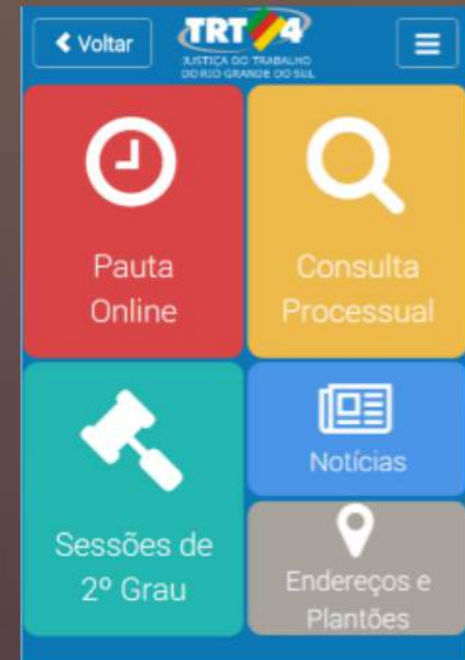 Voltar
TRT4
JUSTIÇA DO TRABALHO
DO RIO GRANDE DO SUL
Pauta
Online
Consulta
Processual
Sessões de
2º Grau
Notícias
Endereços e
Plantões